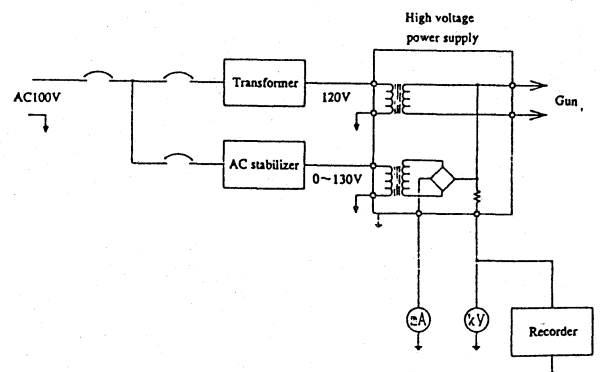 High voltage
power supply
Transformer
AC100V
120V
Gun
AC stabilizer
0~130V
mA
kV
Recorder